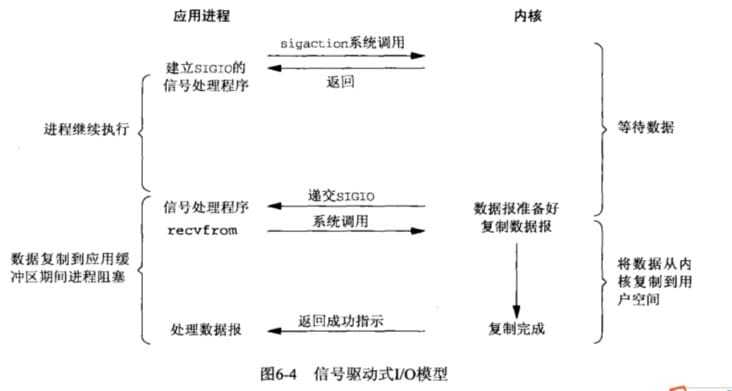 应用进程
内核
sigaction系统调用
建立SIGIO的
信号处理程序
返回
进程继续执行
等待数据
递交SIGIO
信号处理程序
数据报准备好
系统调用
recvfrom
复制数据报
数据复制到应用缓
冲区期间进程阻塞
将数据从内
核复制到用
户空间
返回成功指示
处理数据报
复制完成
图6-4 信号驱动式I/O模型